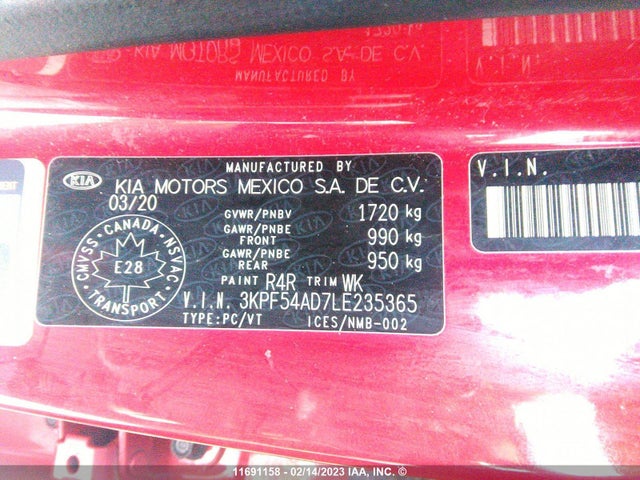 MANUFACTURED BY
KIA KIA MOTORS MEXICO S.A. DE C.V.
03/20
GVWR/PNBV 1720 kg
GAWR/PNBE FRONT 990 kg
GAWR/PNBE REAR 950 kg
PAINT R4R TRIM WK
V.I.N. 3KPF54AD7LE235365
TYPE:PC/VT ICES/NMB-002
CMVSS · CANADA · NSVAC
E28
TRANSPORT
V.I.N.
11691158 - 02/14/2023 IAA, INC. ©